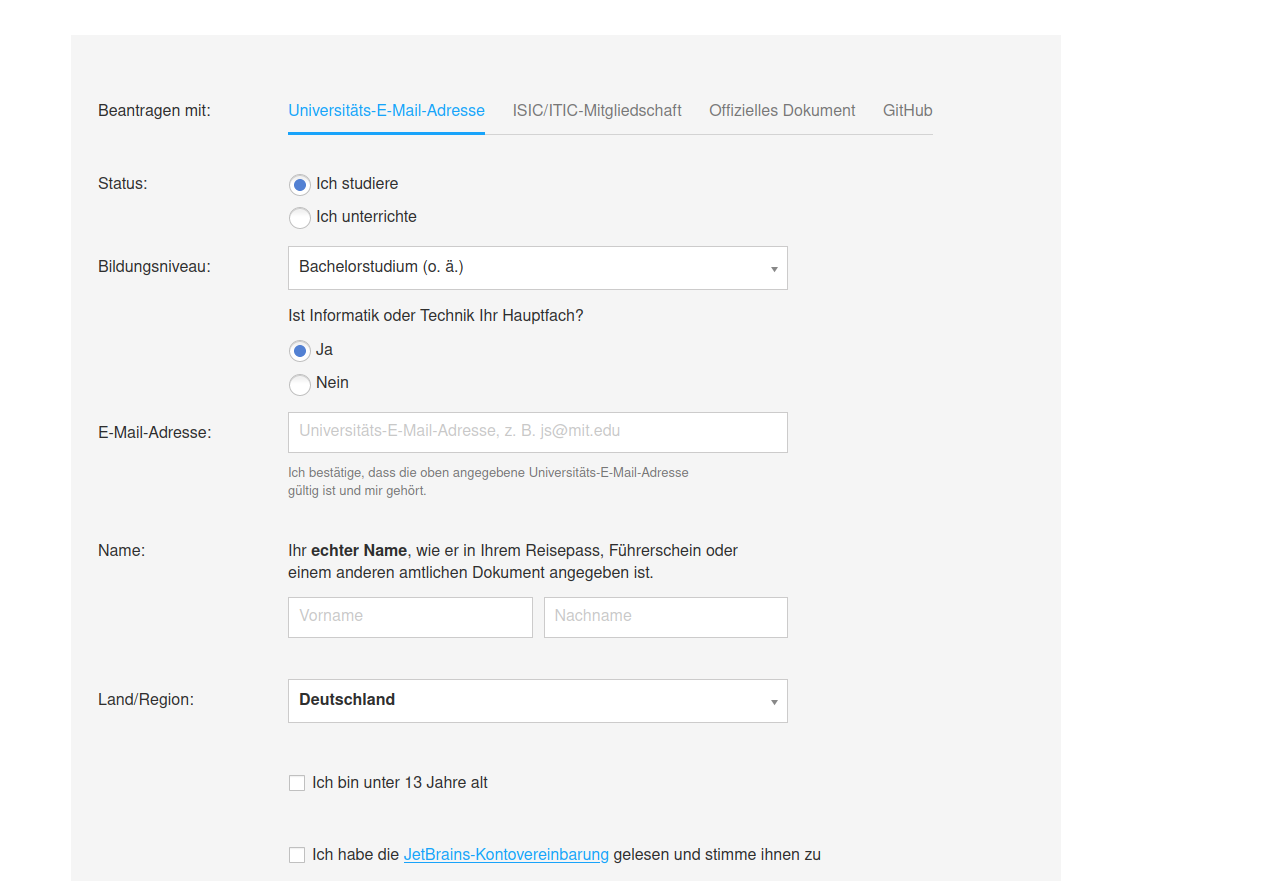 Beantragen mit: Universitäts-E-Mail-Adresse ISIC/ITIC-Mitgliedschaft Offizielles Dokument GitHub
Status: Ich studiere
Ich unterrichte
Bildungsniveau: Bachelorstudium (o. ä.)
Ist Informatik oder Technik Ihr Hauptfach?
Ja
Nein
E-Mail-Adresse: Universitäts-E-Mail-Adresse, z. B. js@mit.edu
Ich bestätige, dass die oben angegebene Universitäts-E-Mail-Adresse
gültig ist und mir gehört.
Name: Ihr echter Name, wie er in Ihrem Reisepass, Führerschein oder
einem anderen amtlichen Dokument angegeben ist.
Vorname Nachname
Land/Region: Deutschland
Ich bin unter 13 Jahre alt
Ich habe die JetBrains-Kontovereinbarung gelesen und stimme ihnen zu